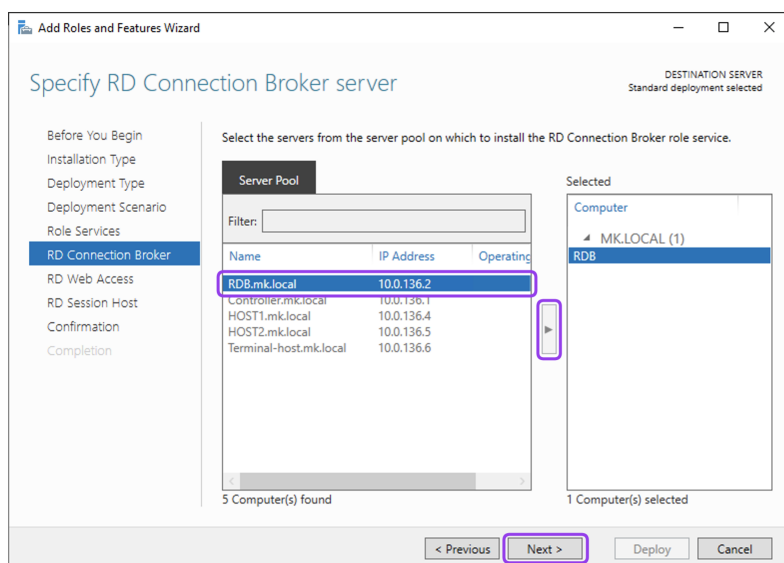 Add Roles and Features Wizard
Specify RD Connection Broker server
DESTINATION SERVER
Standard deployment selected
Before You Begin
Installation Type
Deployment Type
Deployment Scenario
Role Services
RD Connection Broker
RD Web Access
RD Session Host
Confirmation
Completion
Select the servers from the server pool on which to install the RD Connection Broker role service.
Server Pool
Filter:
Name IP Address Operating
RDB.mk.local 10.0.136.2
Controller.mk.local 10.0.136.1
HOST1.mk.local 10.0.136.4
HOST2.mk.local 10.0.136.5
Terminal-host.mk.local 10.0.136.6
5 Computer(s) found
Selected
Computer
MK.LOCAL (1)
RDB
1 Computer(s) selected
< Previous Next > Deploy Cancel